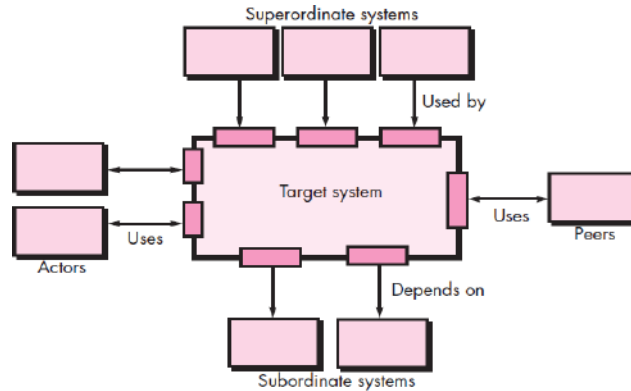 Superordinate systems
Used by
Target system
Uses
Peers
Uses
Actors
Depends on
Subordinate systems